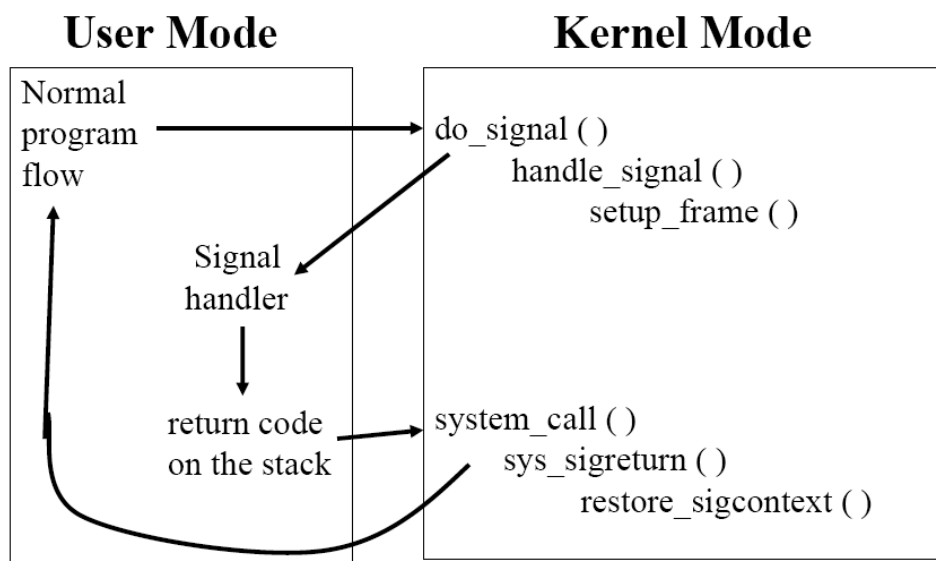 User Mode
Kernel Mode
Normal
program
flow
do_signal ( )
handle_signal ( )
setup_frame ( )
Signal
handler
return code
on the stack
system_call ( )
sys_sigreturn ( )
restore_sigcontext ( )